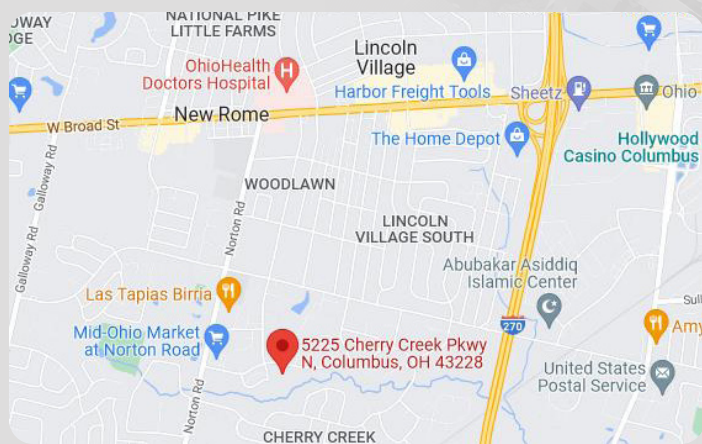 OWAY
DGE
NATIONAL PIKE
LITTLE FARMS
OhioHealth
Doctors Hospital
H
Lincoln
Village
Harbor Freight Tools
Sheetz
Ohio
New Rome
W Broad St
The Home Depot
Hollywood
Casino Columbus
Galloway Rd
Galloway Rd
WOODLAWN
Norton Rd
LINCOLN
VILLAGE SOUTH
Abubakar Asiddiq
Islamic Center
Las Tapias Birria
Sull
270
Amy
Mid-Ohio Market
at Norton Road
5225 Cherry Creek Pkwy
N, Columbus, OH 43228
United States
Postal Service
Norton Rd
CHERRY CREEK